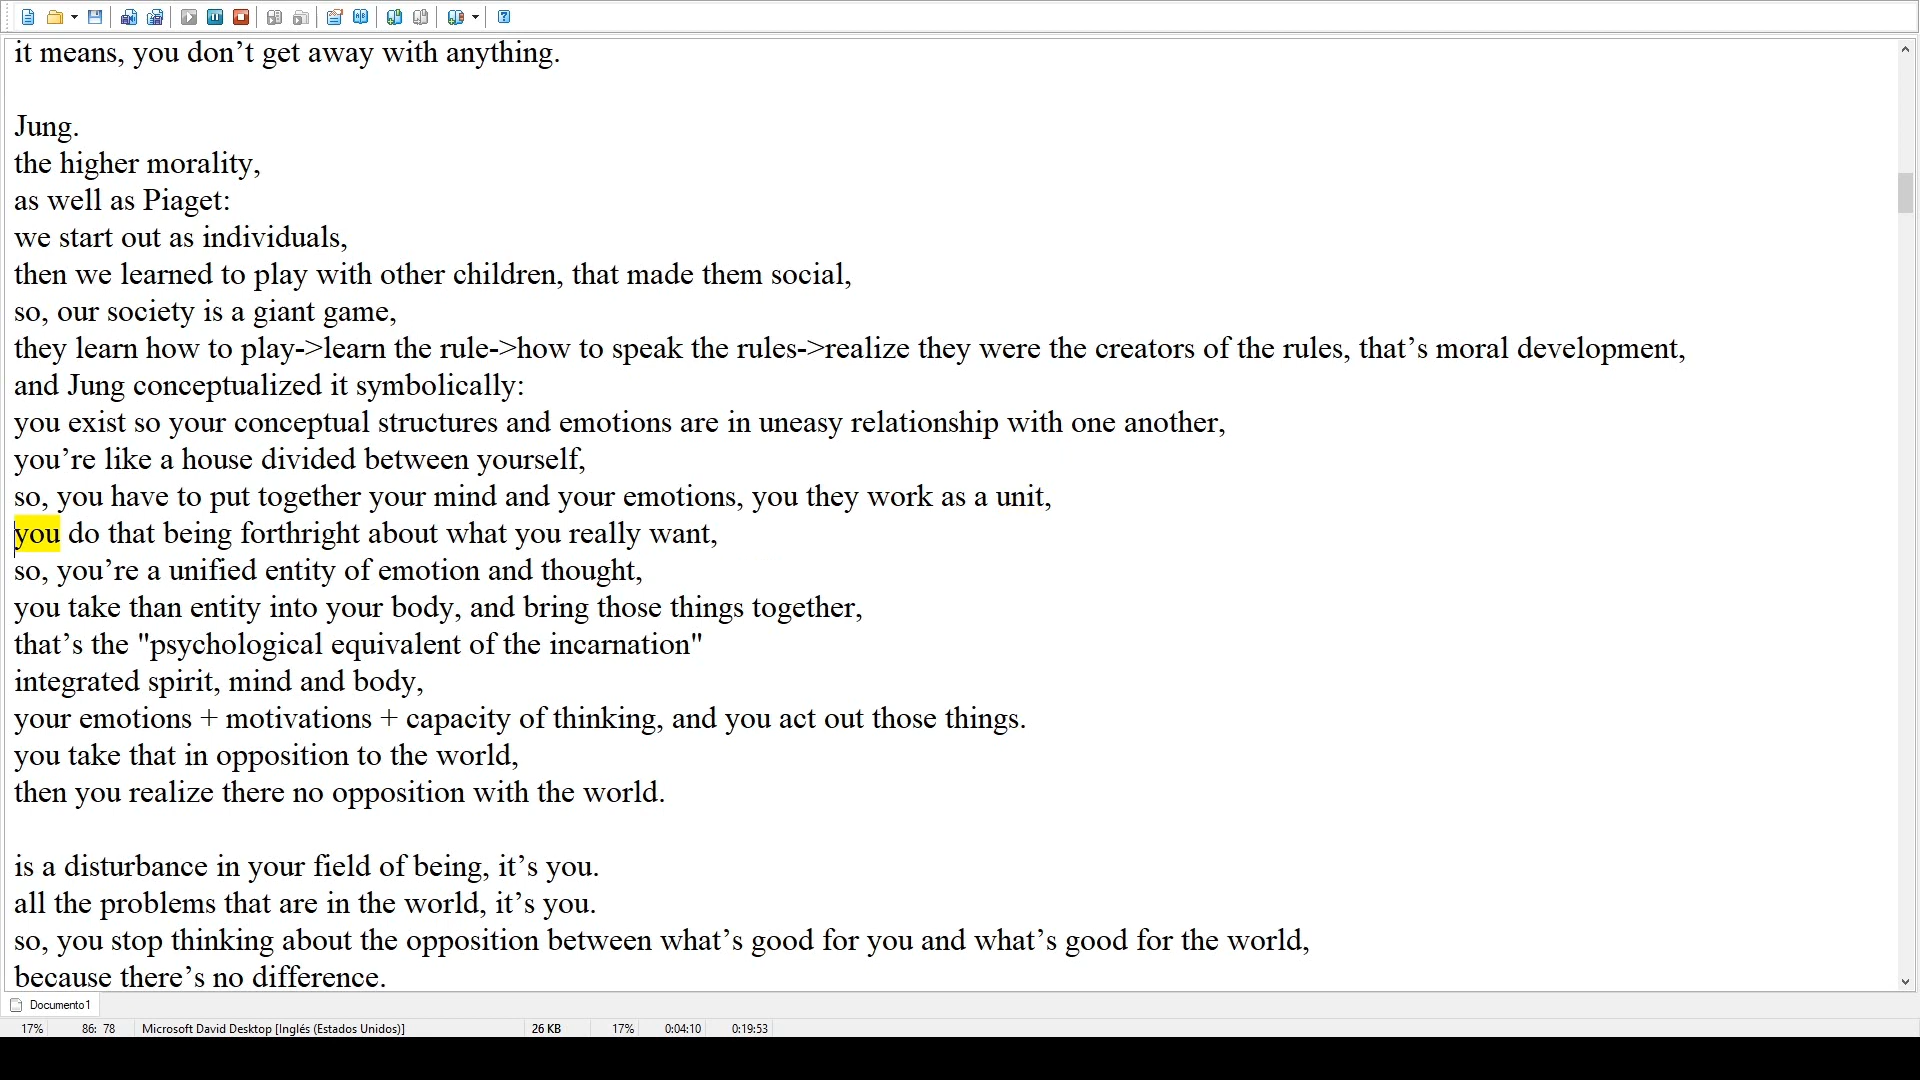 it means, you don’t get away with anything.
Jung.
the higher morality,
as well as Piaget:
we start out as individuals,
then we learned to play with other children, that made them social,
so, our society is a giant game,
they learn how to play->learn the rule->how to speak the rules->realize they were the creators of the rules, that’s moral development,
and Jung conceptualized it symbolically:
you exist so your conceptual structures and emotions are in uneasy relationship with one another,
you’re like a house divided between yourself,
so, you have to put together your mind and your emotions, you they work as a unit,
you do that being forthright about what you really want,
so, you’re a unified entity of emotion and thought,
you take than entity into your body, and bring those things together,
that’s the "psychological equivalent of the incarnation"
integrated spirit, mind and body,
your emotions + motivations + capacity of thinking, and you act out those things.
you take that in opposition to the world,
then you realize there no opposition with the world.
is a disturbance in your field of being, it’s you.
all the problems that are in the world, it’s you.
so, you stop thinking about the opposition between what’s good for you and what’s good for the world,
because there’s no difference.
Documento1
17% 86: 78 Microsoft David Desktop [Inglés (Estados Unidos)] 26 KB 17% 0:04:10 0:19:53